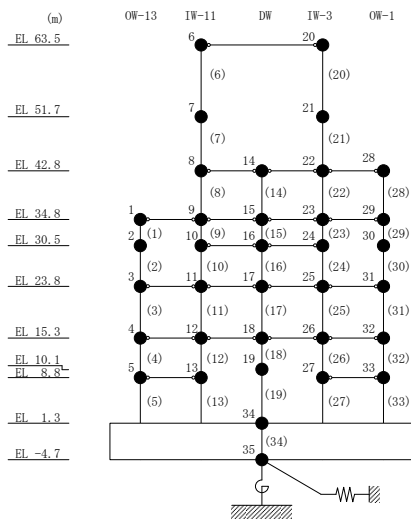 (m) OW-13 IW-11 DW IW-3 OW-1
EL 63.5 6 20
(6) (20)
EL 51.7 7 21
(7) (21)
EL 42.8 8 14 22 28
(8) (14) (22) (28)
EL 34.8 1 9 15 23 29
(1) (9) (15) (23) (29)
EL 30.5 2 10 16 24 30
(2) (10) (16) (24) (30)
EL 23.8 3 11 17 25 31
(3) (11) (17) (25) (31)
EL 15.3 4 12 18 26 32
(4) (12) (18) (26) (32)
EL 10.1 19
EL 8.8 5 13 27 33
(5) (13) (19) (27) (33)
EL 1.3 34
(34)
EL -4.7 35